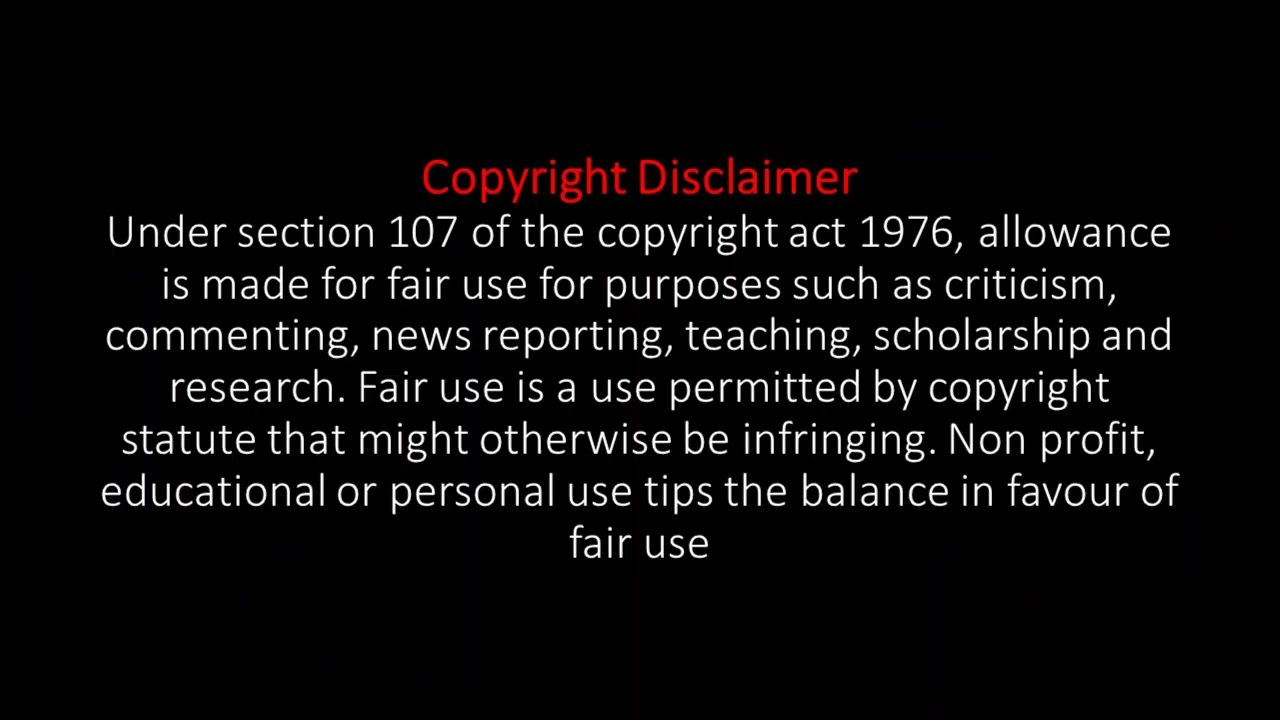 Copyright Disclaimer
Under section 107 of the copyright act 1976, allowance
is made for fair use for purposes such as criticism,
commenting, news reporting, teaching, scholarship and
research. Fair use is a use permitted by copyright
statute that might otherwise be infringing. Non profit,
educational or personal use tips the balance in favour of
fair use